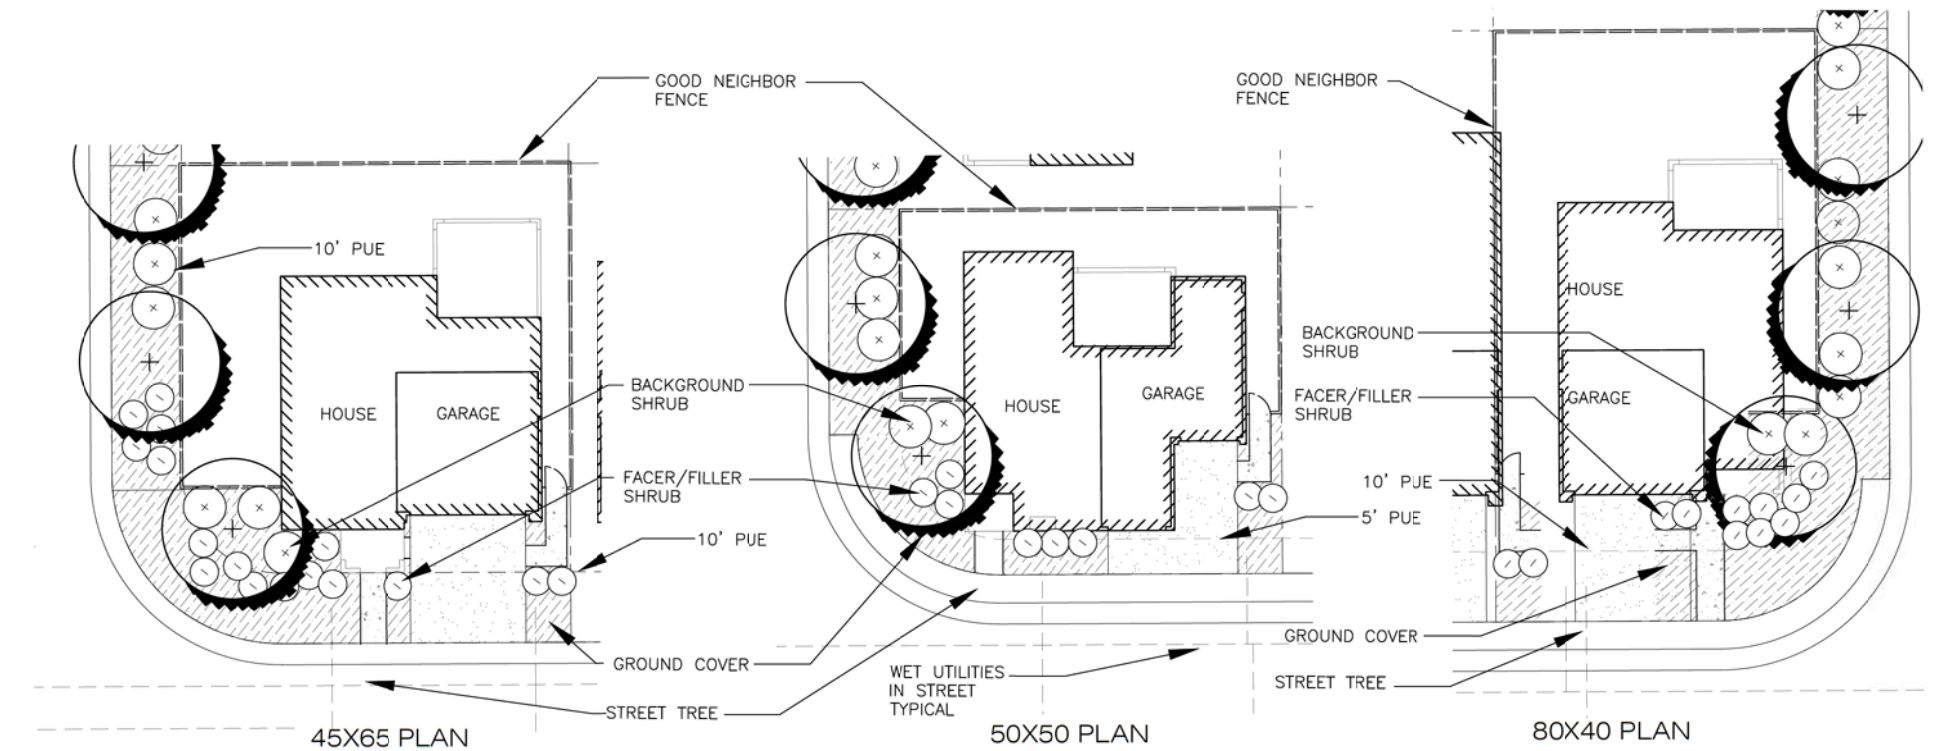 GOOD NEIGHBOR
FENCE
10' PUE
HOUSE
GARAGE
BACKGROUND
SHRUB
FACER/FILLER
SHRUB
10' PUE
GROUND COVER
STREET TREE
45X65 PLAN
HOUSE
GARAGE
5' PUE
WET UTILITIES
IN STREET
TYPICAL
50X50 PLAN
GOOD NEIGHBOR
FENCE
HOUSE
BACKGROUND
SHRUB
FACER/FILLER
SHRUB
GARAGE
10' PUE
GROUND COVER
STREET TREE
80X40 PLAN